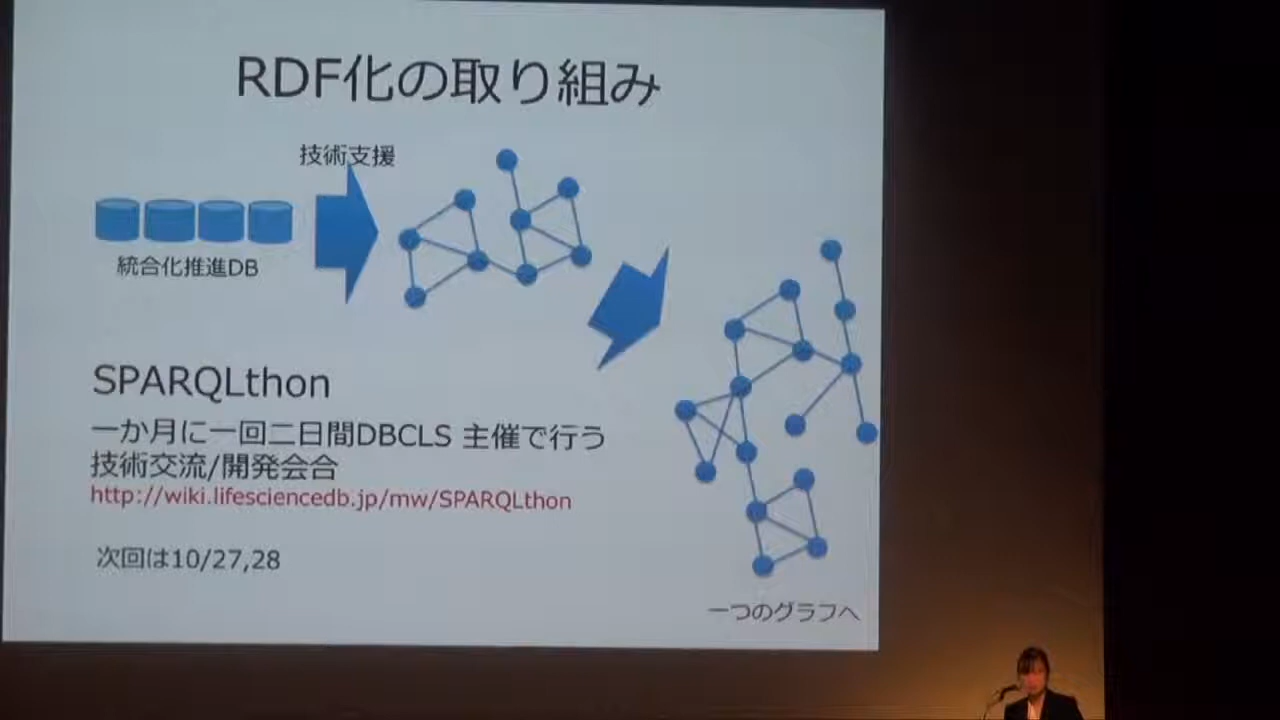 RDF化の取り組み
技術支援
統合化推進DB
SPARQLthon
一か月に一回二日間DBCLS 主催で行う
技術交流/開発会合
http://wiki.lifesciencedb.jp/mw/SPARQLthon
次回は10/27,28
一つのグラフへ